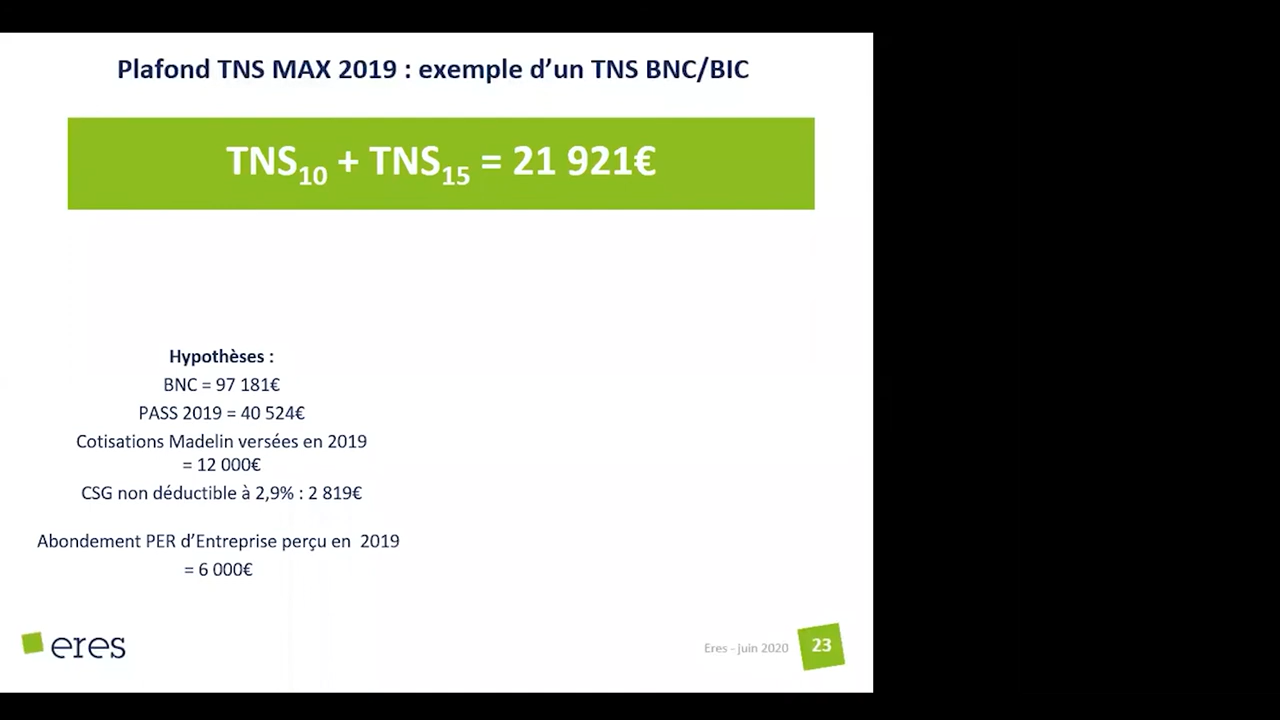 Plafond TNS MAX 2019 : exemple d’un TNS BNC/BIC
TNS10 + TNS15 = 21 921€
Hypothèses :
BNC = 97 181€
PASS 2019 = 40 524€
Cotisations Madelin versées en 2019
= 12 000€
CSG non déductible à 2,9% : 2 819€
Abondement PER d’Entreprise perçu en 2019
= 6 000€
eres
Eres - juin 2020
23